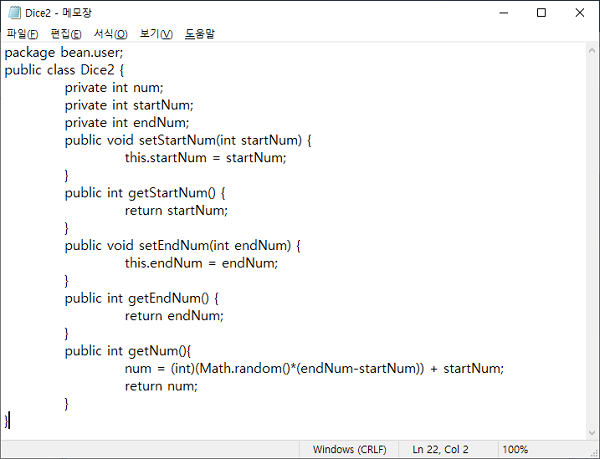 Dice2 - 메모장
파일(F) 편집(E) 서식(O) 보기(V) 도움말
package bean.user;
public class Dice2 {
private int num;
private int startNum;
private int endNum;
public void setStartNum(int startNum) {
this.startNum = startNum;
}
public int getStartNum() {
return startNum;
}
public void setEndNum(int endNum) {
this.endNum = endNum;
}
public int getEndNum() {
return endNum;
}
public int getNum(){
num = (int)(Math.random()*(endNum-startNum)) + startNum;
return num;
}
}
Windows (CRLF) Ln 22, Col 2 100%